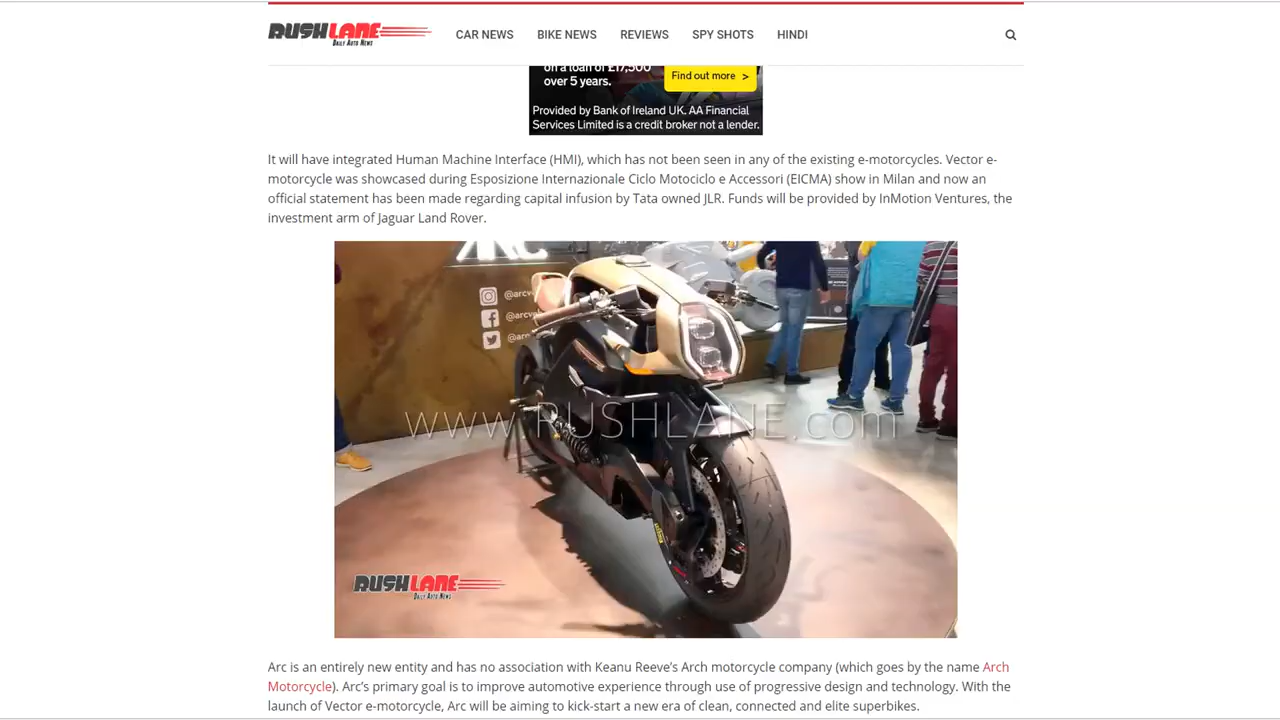 RUSHLANE
DAILY AUTO NEWS
CAR NEWS
BIKE NEWS
REVIEWS
SPY SHOTS
HINDI
on a loan of £17,500
over 5 years.
Find out more >
Provided by Bank of Ireland UK. AA Financial
Services Limited is a credit broker not a lender.
It will have integrated Human Machine Interface (HMI), which has not been seen in any of the existing e-motorcycles. Vector e-
motorcycle was showcased during Esposizione Internazionale Ciclo Motociclo e Accessori (EICMA) show in Milan and now an
official statement has been made regarding capital infusion by Tata owned JLR. Funds will be provided by InMotion Ventures, the
investment arm of Jaguar Land Rover.
ARC
@arcv
@arcv
@arc
www.RUSHLANE.com
RUSHLANE
DAILY AUTO NEWS
Arc is an entirely new entity and has no association with Keanu Reeve’s Arch motorcycle company (which goes by the name Arch
Motorcycle). Arc’s primary goal is to improve automotive experience through use of progressive design and technology. With the
launch of Vector e-motorcycle, Arc will be aiming to kick-start a new era of clean, connected and elite superbikes.